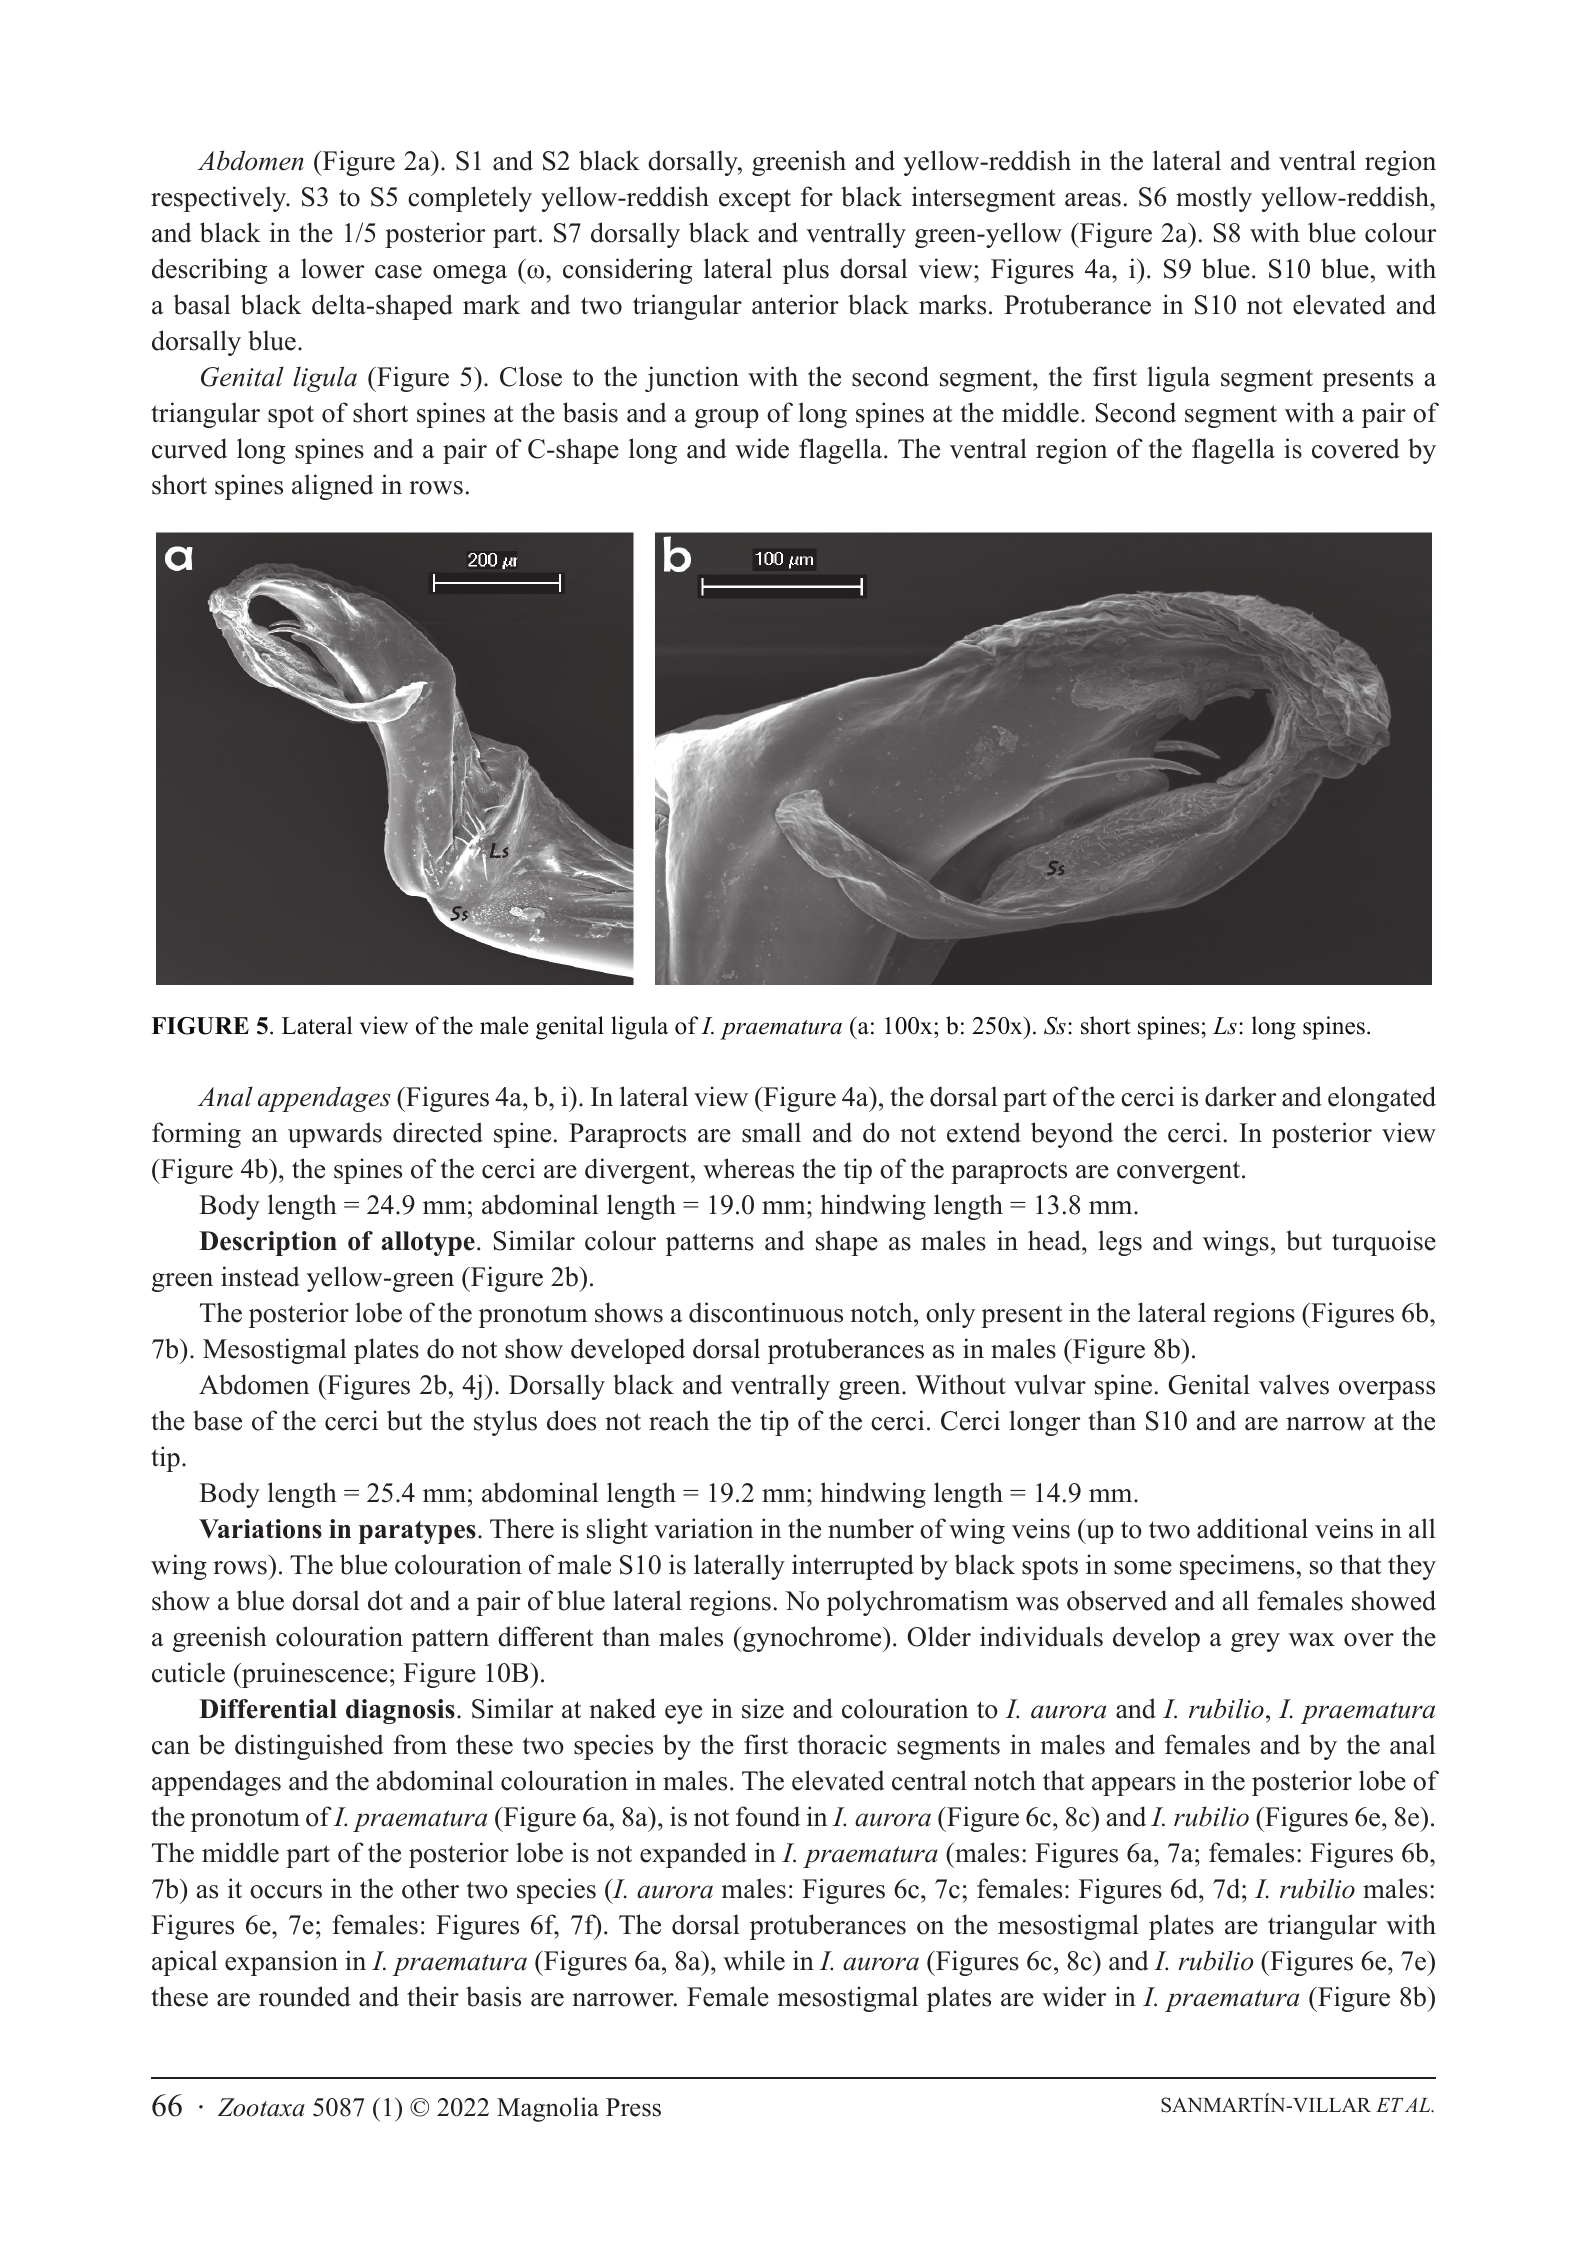 Abdomen (Figure 2a). S1 and S2 black dorsally, greenish and yellow-reddish in the lateral and ventral region
respectively. S3 to S5 completely yellow-reddish except for black intersegment areas. S6 mostly yellow-reddish,
and black in the 1/5 posterior part. S7 dorsally black and ventrally green-yellow (Figure 2a). S8 with blue colour
describing a lower case omega (ω, considering lateral plus dorsal view; Figures 4a, i). S9 blue. S10 blue, with
a basal black delta-shaped mark and two triangular anterior black marks. Protuberance in S10 not elevated and
dorsally blue.
Genital ligula (Figure 5). Close to the junction with the second segment, the first ligula segment presents a
triangular spot of short spines at the basis and a group of long spines at the middle. Second segment with a pair of
curved long spines and a pair of C-shape long and wide flagella. The ventral region of the flagella is covered by
short spines aligned in rows.
a
200 μ
Ls
Ss
b
100 μm
Ss
FIGURE 5. Lateral view of the male genital ligula of I. praematura (a: 100x; b: 250x). Ss: short spines; Ls: long spines.
Anal appendages (Figures 4a, b, i). In lateral view (Figure 4a), the dorsal part of the cerci is darker and elongated
forming an upwards directed spine. Paraprocts are small and do not extend beyond the cerci. In posterior view
(Figure 4b), the spines of the cerci are divergent, whereas the tip of the paraprocts are convergent.
Body length = 24.9 mm; abdominal length = 19.0 mm; hindwing length = 13.8 mm.
Description of allotype. Similar colour patterns and shape as males in head, legs and wings, but turquoise
green instead yellow-green (Figure 2b).
The posterior lobe of the pronotum shows a discontinuous notch, only present in the lateral regions (Figures 6b,
7b). Mesostigmal plates do not show developed dorsal protuberances as in males (Figure 8b).
Abdomen (Figures 2b, 4j). Dorsally black and ventrally green. Without vulvar spine. Genital valves overpass
the base of the cerci but the stylus does not reach the tip of the cerci. Cerci longer than S10 and are narrow at the
tip.
Body length = 25.4 mm; abdominal length = 19.2 mm; hindwing length = 14.9 mm.
Variations in paratypes. There is slight variation in the number of wing veins (up to two additional veins in all
wing rows). The blue colouration of male S10 is laterally interrupted by black spots in some specimens, so that they
show a blue dorsal dot and a pair of blue lateral regions. No polychromatism was observed and all females showed
a greenish colouration pattern different than males (gynochrome). Older individuals develop a grey wax over the
cuticle (pruinescence; Figure 10B).
Differential diagnosis. Similar at naked eye in size and colouration to I. aurora and I. rubilio, I. praematura
can be distinguished from these two species by the first thoracic segments in males and females and by the anal
appendages and the abdominal colouration in males. The elevated central notch that appears in the posterior lobe of
the pronotum of I. praematura (Figure 6a, 8a), is not found in I. aurora (Figure 6c, 8c) and I. rubilio (Figures 6e, 8e).
The middle part of the posterior lobe is not expanded in I. praematura (males: Figures 6a, 7a; females: Figures 6b,
7b) as it occurs in the other two species (I. aurora males: Figures 6c, 7c; females: Figures 6d, 7d; I. rubilio males:
Figures 6e, 7e; females: Figures 6f, 7f). The dorsal protuberances on the mesostigmal plates are triangular with
apical expansion in I. praematura (Figures 6a, 8a), while in I. aurora (Figures 6c, 8c) and I. rubilio (Figures 6e, 7e)
these are rounded and their basis are narrower. Female mesostigmal plates are wider in I. praematura (Figure 8b)
66 · Zootaxa 5087 (1) © 2022 Magnolia Press
SANMARTÍN-VILLAR ET AL.